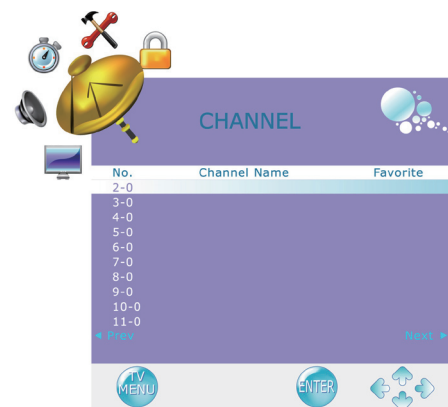 CHANNEL
No. Channel Name Favorite
2-0
3-0
4-0
5-0
6-0
7-0
8-0
9-0
10-0
11-0
Prev Next
TV MENU ENTER